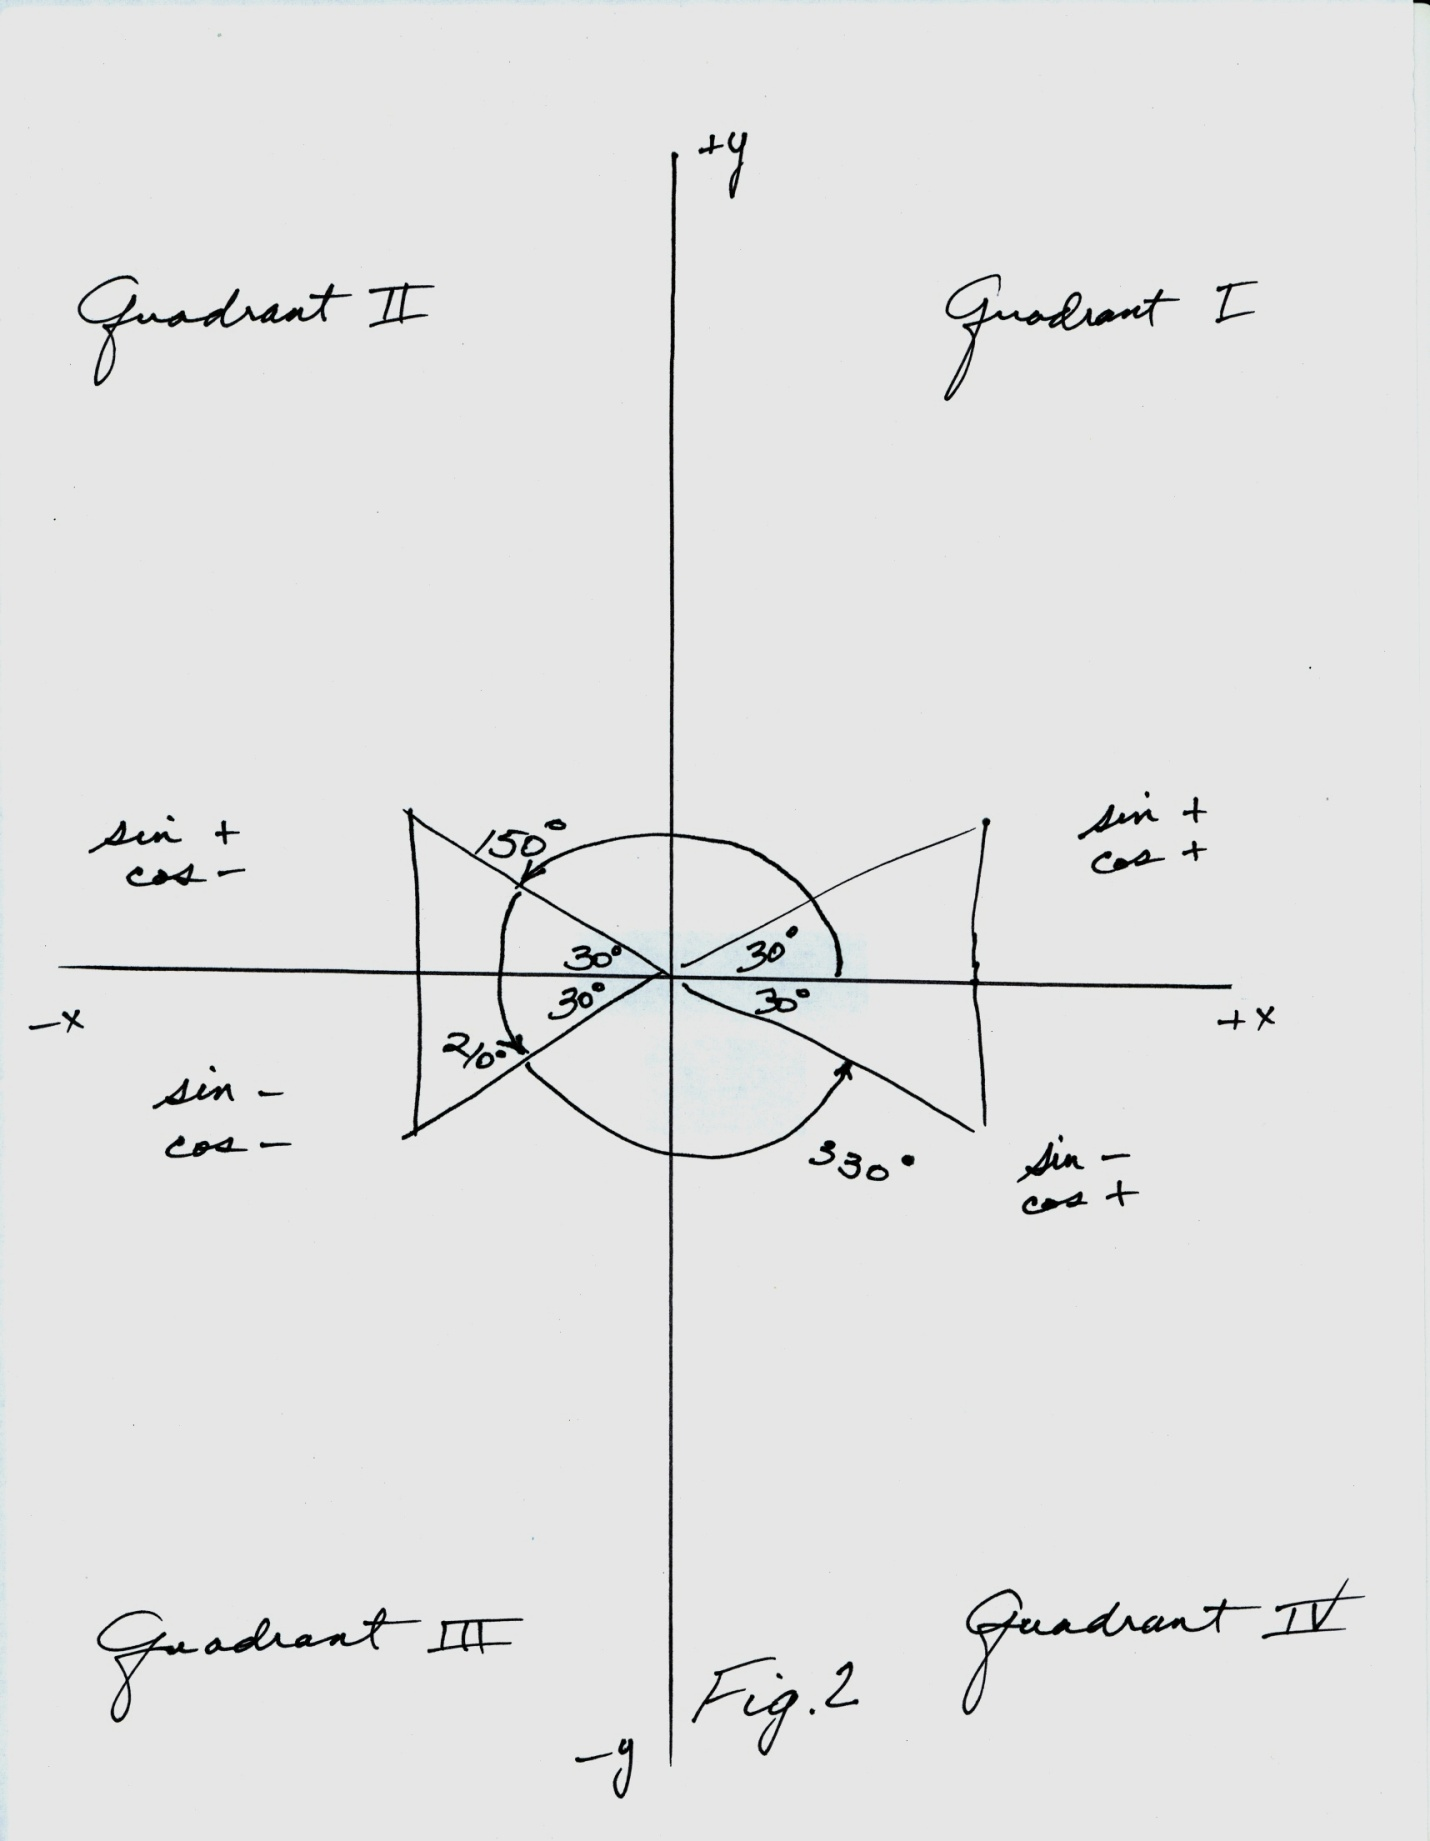 +y
Quadrant II
Quadrant I
sin +
cos -
150°
sin +
cos +
30°
30°
30°
30°
-x
+x
210°
sin -
cos -
330°
sin -
cos +
Quadrant III
Quadrant IV
Fig. 2
-y